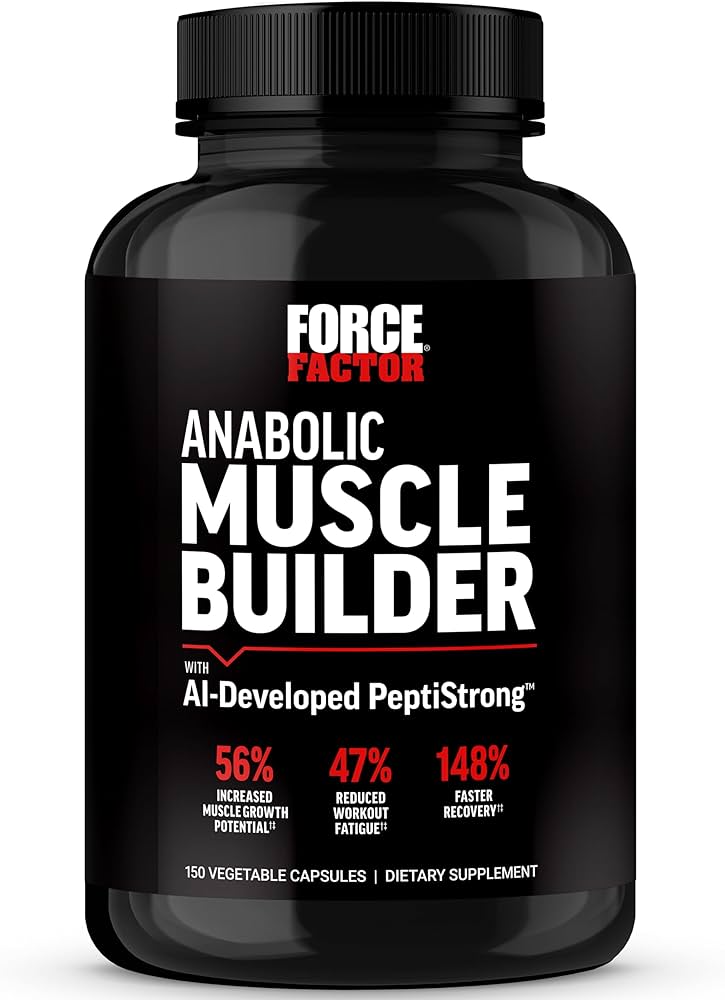 FORCE
FACTOR®
ANABOLIC
MUSCLE
BUILDER
WITH
AI-Developed PeptiStrong™
56%
INCREASED
MUSCLE GROWTH
POTENTIAL†‡
47%
REDUCED
WORKOUT
FATIGUE†‡
148%
FASTER
RECOVERY†‡
150 VEGETABLE CAPSULES | DIETARY SUPPLEMENT